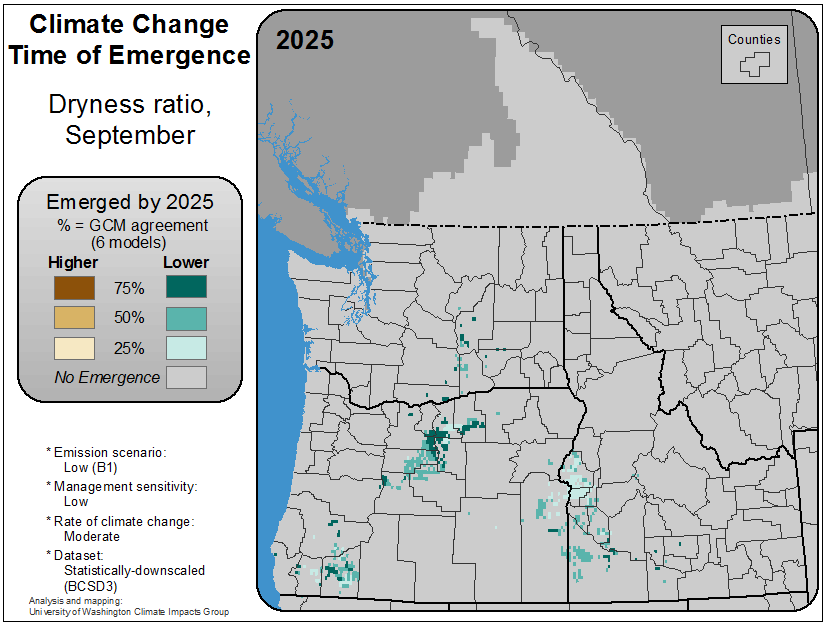 Climate Change
Time of Emergence
Dryness ratio,
September
Emerged by 2025
% = GCM agreement
(6 models)
Higher Lower
75%
50%
25%
No Emergence
* Emission scenario:
Low (B1)
* Management sensitivity:
Low
* Rate of climate change:
Moderate
* Dataset:
Statistically-downscaled
(BCSD3)
Analysis and mapping:
University of Washington Climate Impacts Group
2025
Counties